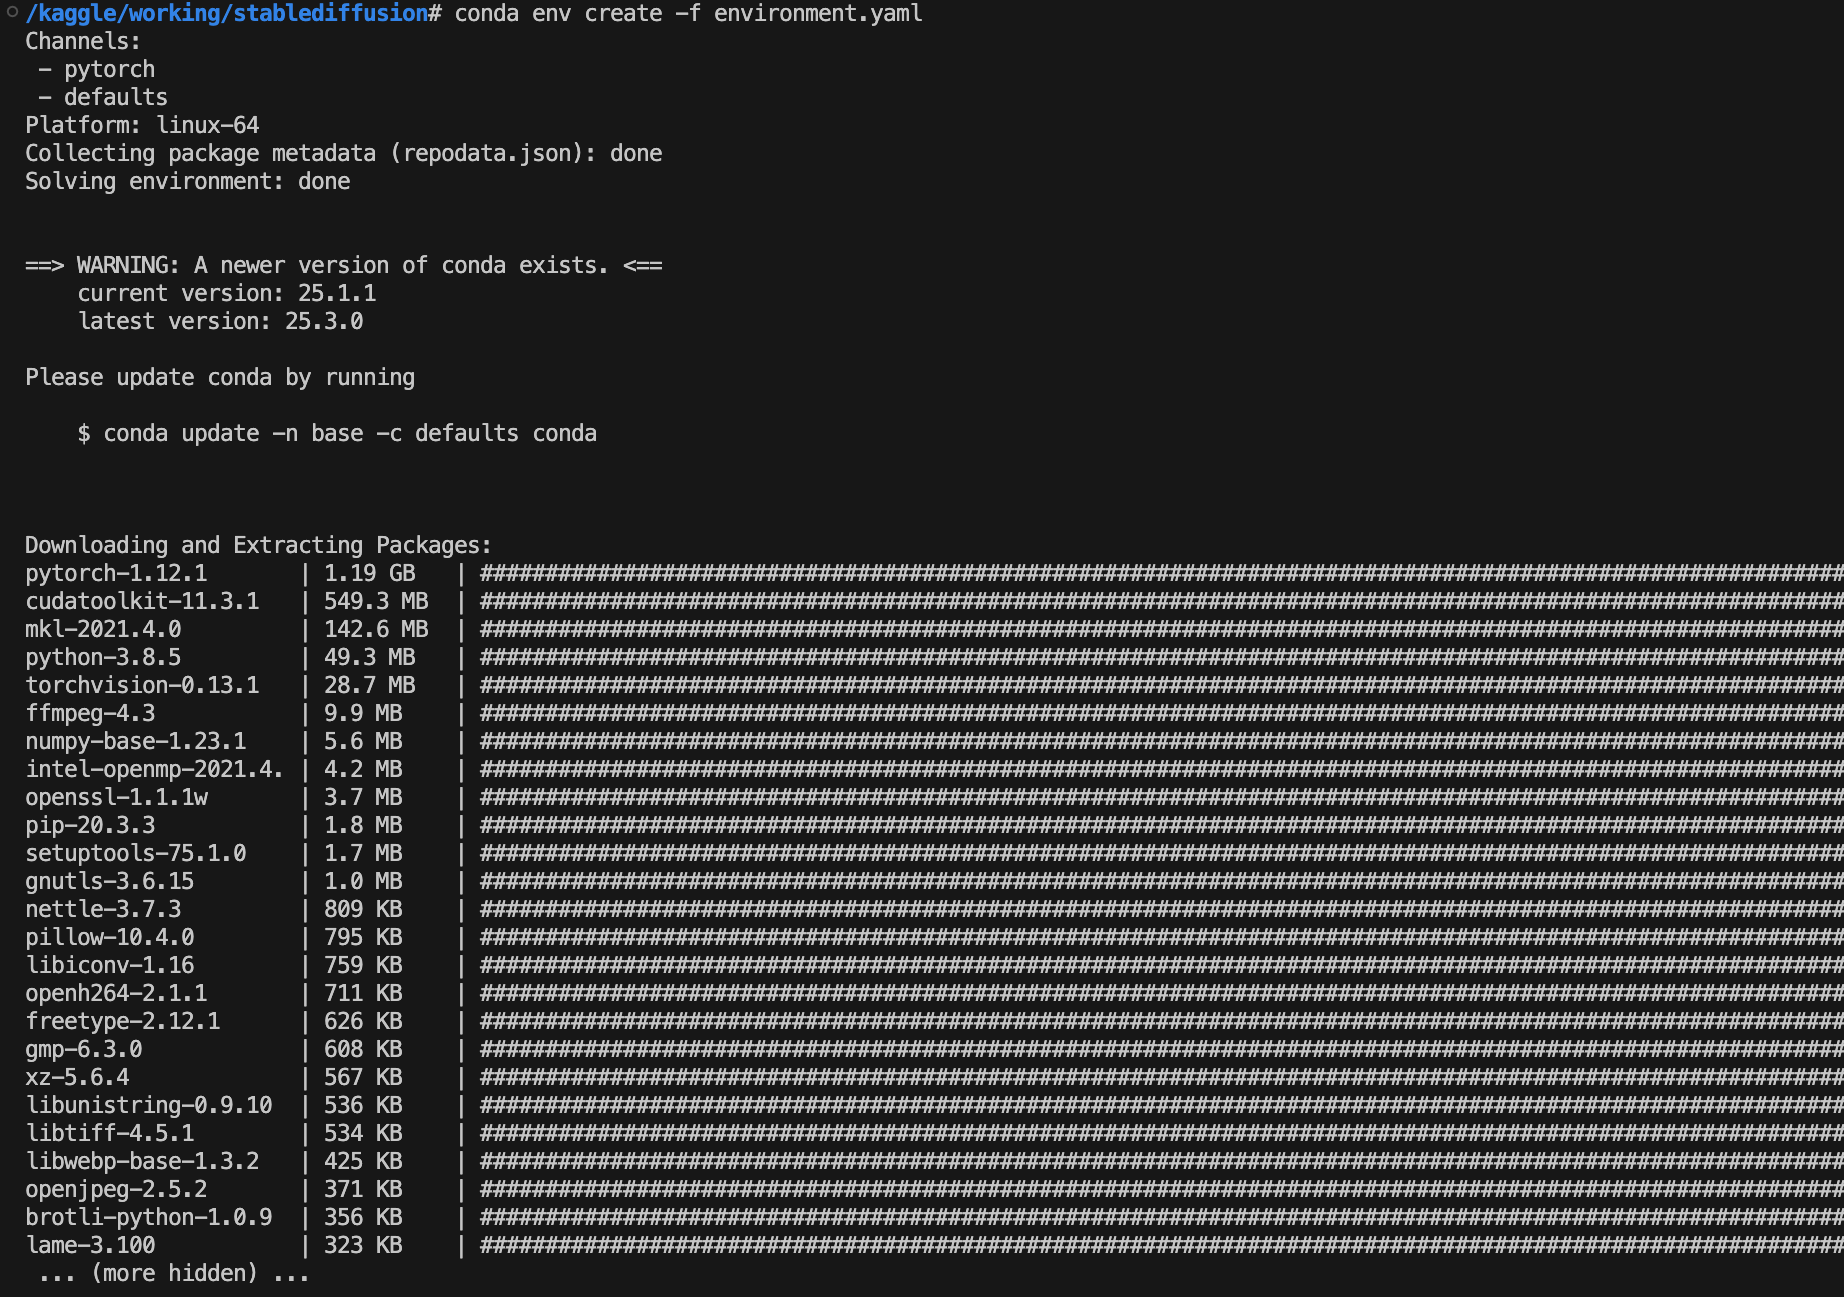 /kaggle/working/stablediffusion# conda env create -f environment.yaml
Channels:
 - pytorch
 - defaults
Platform: linux-64
Collecting package metadata (repodata.json): done
Solving environment: done
==> WARNING: A newer version of conda exists. <==
    current version: 25.1.1
    latest version: 25.3.0
Please update conda by running
    $ conda update -n base -c defaults conda
Downloading and Extracting Packages:
pytorch-1.12.1       | 1.19 GB   | #########################################################################################################
cudatoolkit-11.3.1   | 549.3 MB  | #########################################################################################################
mkl-2021.4.0         | 142.6 MB  | #########################################################################################################
python-3.8.5         | 49.3 MB   | #########################################################################################################
torchvision-0.13.1   | 28.7 MB   | #########################################################################################################
ffmpeg-4.3           | 9.9 MB    | #########################################################################################################
numpy-base-1.23.1    | 5.6 MB    | #########################################################################################################
intel-openmp-2021.4. | 4.2 MB    | #########################################################################################################
openssl-1.1.1w       | 3.7 MB    | #########################################################################################################
pip-20.3.3           | 1.8 MB    | #########################################################################################################
setuptools-75.1.0    | 1.7 MB    | #########################################################################################################
gnutls-3.6.15        | 1.0 MB    | #########################################################################################################
nettle-3.7.3         | 809 KB    | #########################################################################################################
pillow-10.4.0        | 795 KB    | #########################################################################################################
libiconv-1.16        | 759 KB    | #########################################################################################################
openh264-2.1.1       | 711 KB    | #########################################################################################################
freetype-2.12.1      | 626 KB    | #########################################################################################################
gmp-6.3.0            | 608 KB    | #########################################################################################################
xz-5.6.4             | 567 KB    | #########################################################################################################
libunistring-0.9.10  | 536 KB    | #########################################################################################################
libtiff-4.5.1        | 534 KB    | #########################################################################################################
libwebp-base-1.3.2   | 425 KB    | #########################################################################################################
openjpeg-2.5.2       | 371 KB    | #########################################################################################################
brotli-python-1.0.9  | 356 KB    | #########################################################################################################
lame-3.100           | 323 KB    | #########################################################################################################
 ... (more hidden) ...